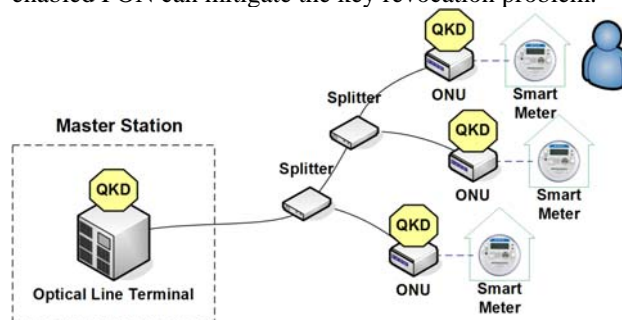 enabled PON can mitigate the key revocation problem.
QKD
ONU
Smart
Meter
Splitter
QKD
ONU
Smart
Meter
Master Station
Splitter
QKD
QKD
ONU
Smart
Meter
Optical Line Terminal